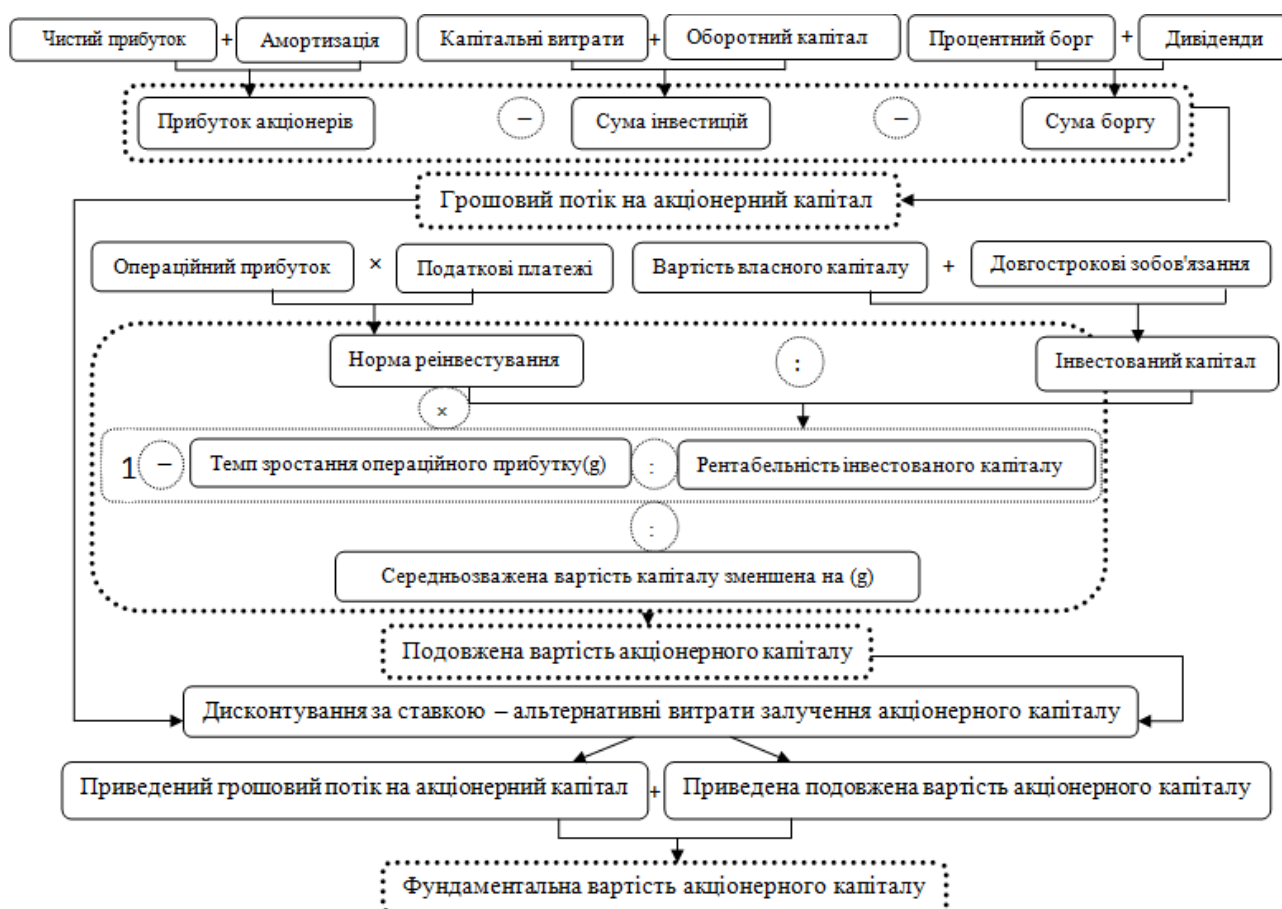 Чистий прибуток + Амортизація Капітальні витрати + Оборотний капітал Процентний борг + Дивіденди
Прибуток акціонерів – Сума інвестицій – Сума боргу
Грошовий потік на акціонерний капітал
Операційний прибуток × Податкові платежі Вартість власного капіталу + Довгострокові зобов'язання
Норма реінвестування : Інвестований капітал
×
1 – Темп зростання операційного прибутку(g) : Рентабельність інвестованого капіталу
:
Середньозважена вартість капіталу зменшена на (g)
Подовжена вартість акціонерного капіталу
Дисконтування за ставкою – альтернативні витрати залучення акціонерного капіталу
Приведений грошовий потік на акціонерний капітал + Приведена подовжена вартість акціонерного капіталу
Фундаментальна вартість акціонерного капіталу